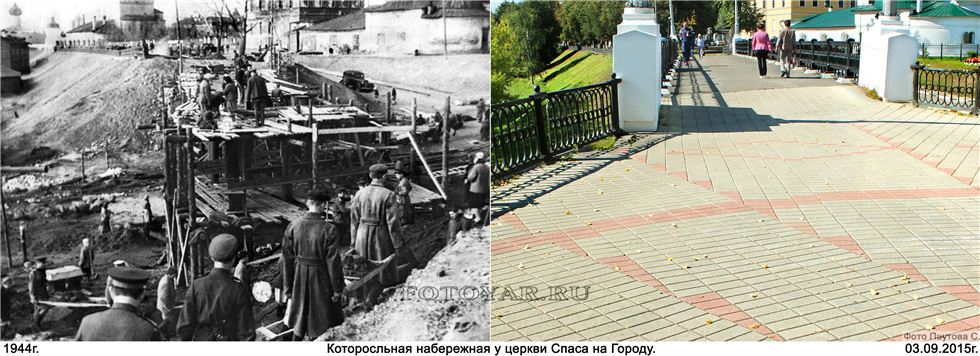 FOTOYAR.RU
Фото Паутова С
1944г. Которосльная набережная у церкви Спаса на Городу. 03.09.2015г.